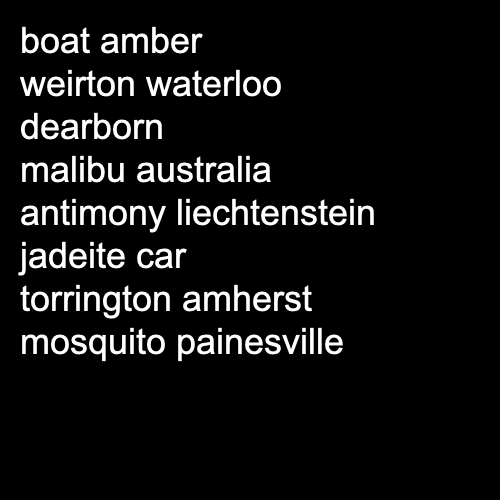 boat amber
weirton waterloo
dearborn
malibu australia
antimony liechtenstein
jadeite car
torrington amherst
mosquito painesville